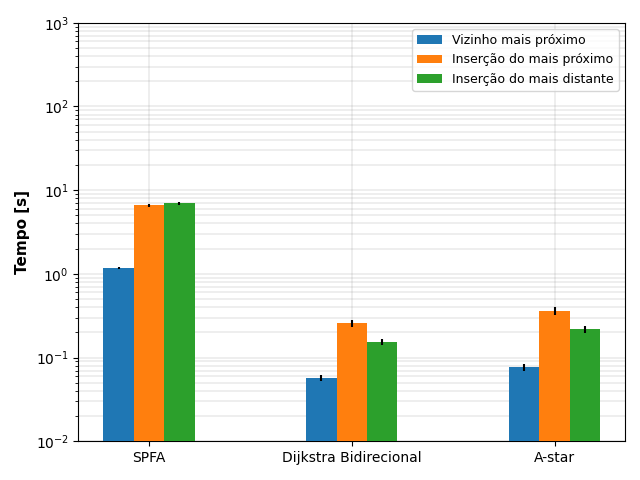 Tempo [s]
10³
10²
10¹
10⁰
10⁻¹
10⁻²
Vizinho mais próximo
Inserção do mais próximo
Inserção do mais distante
SPFA
Dijkstra Bidirecional
A-star